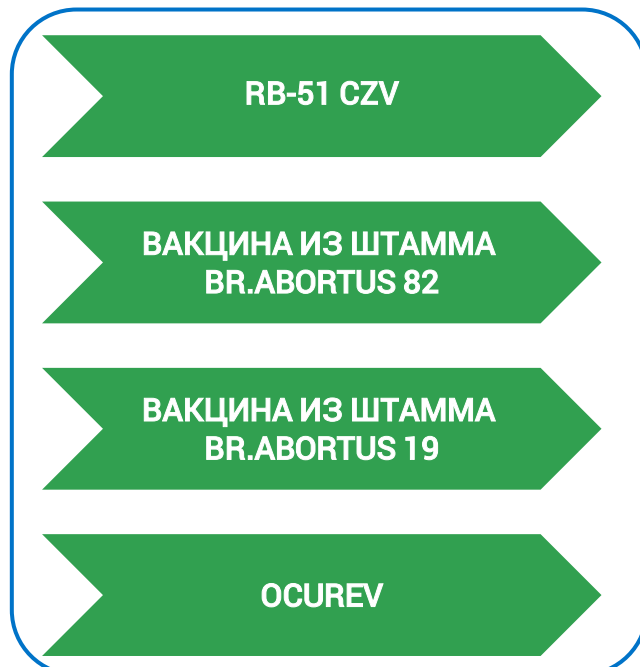 RB-51 CZV
ВАКЦИНА ИЗ ШТАММА
BR.ABORTUS 82
ВАКЦИНА ИЗ ШТАММА
BR.ABORTUS 19
OCUREV